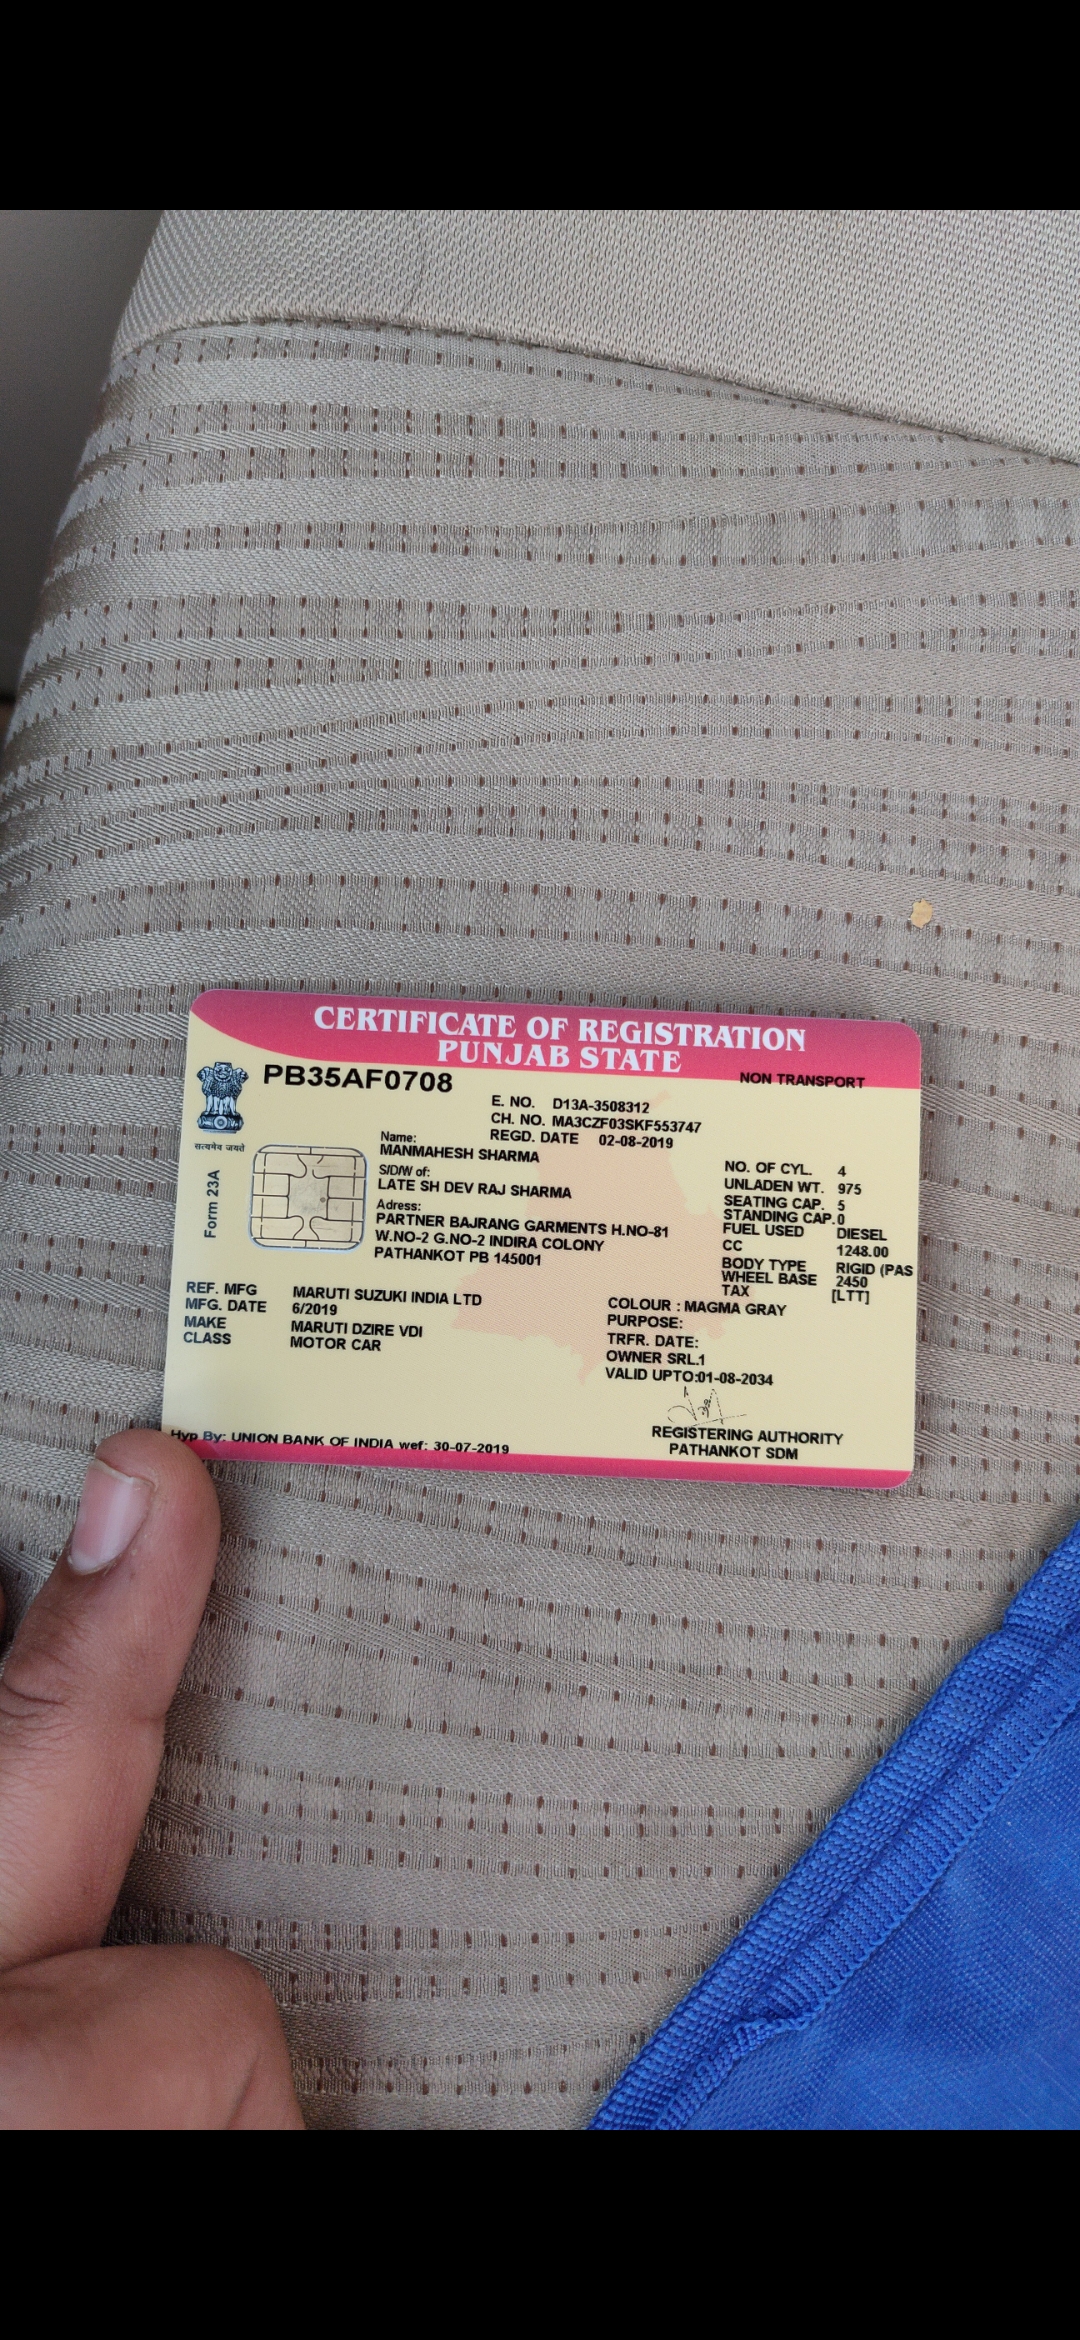 CERTIFICATE OF REGISTRATION
PUNJAB STATE
NON TRANSPORT
PB35AF0708
सत्यमेव जयते
Form 23A
E. NO. D13A-3508312
CH. NO. MA3CZF03SKF553747
REGD. DATE 02-08-2019
Name:
MANMAHESH SHARMA
S/D/W of:
LATE SH DEV RAJ SHARMA
Adress:
PARTNER BAJRANG GARMENTS H.NO-81
W.NO-2 G.NO-2 INDIRA COLONY
PATHANKOT PB 145001
NO. OF CYL. 4
UNLADEN WT. 975
SEATING CAP. 5
STANDING CAP.0
FUEL USED DIESEL
CC 1248.00
BODY TYPE RIGID (PAS
WHEEL BASE 2450
TAX [LTT]
REF. MFG MARUTI SUZUKI INDIA LTD
MFG. DATE 6/2019
MAKE MARUTI DZIRE VDI
CLASS MOTOR CAR
COLOUR : MAGMA GRAY
PURPOSE:
TRFR. DATE:
OWNER SRL.1
VALID UPTO:01-08-2034
REGISTERING AUTHORITY
PATHANKOT SDM
Hyp By: UNION BANK OF INDIA wef: 30-07-2019